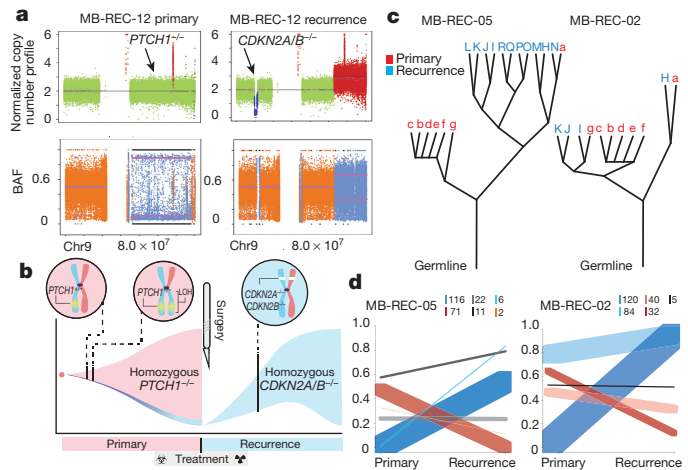 a
MB-REC-12 primary
MB-REC-12 recurrence
Normalized copy
number profile
6
4
2
0
PTCH1–/–
6
4
2
0
CDKN2A/B–/–
BAF
0.6
0
0.6
0
Chr9
8.0 × 10⁷
Chr9
8.0 × 10⁷
b
PTCH1
PTCH1
LOH
Surgery
CDKN2A
CDKN2B
Homozygous
PTCH1–/–
Homozygous
CDKN2A/B–/–
Primary
Recurrence
Treatment
c
MB-REC-05
MB-REC-02
Primary
Recurrence
L K J I R Q P O M H N a
c b d e f g
Germline
H a
K J I g c b d e f
Germline
d
MB-REC-05
116 22 6
71 11 2
1.0
0.8
0.6
0.4
0.2
0
Primary Recurrence
MB-REC-02
120 40 5
84 32
1.0
0.8
0.6
0.4
0.2
0
Primary Recurrence